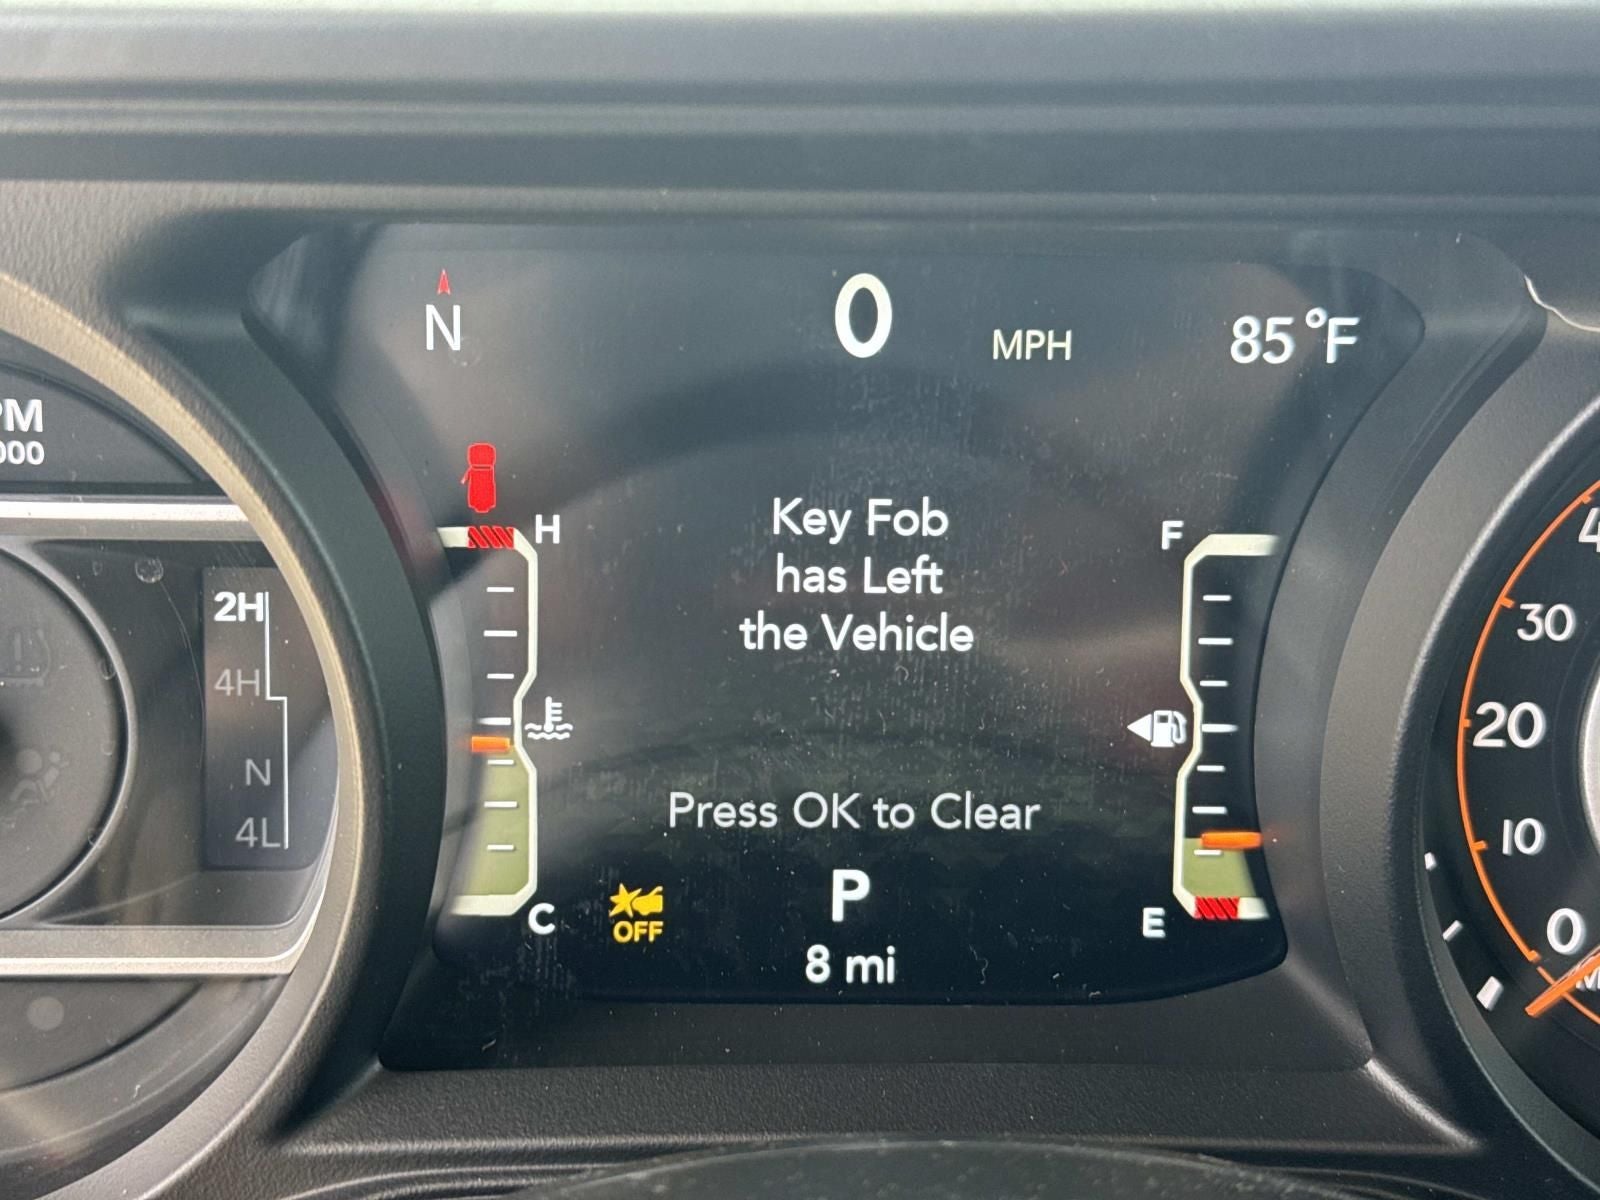 N
0 MPH
85°F
PM
000
H
F
Key Fob
has Left
the Vehicle
2H
4H
N
4L
30
20
10
0
Press OK to Clear
C
OFF
P
E
8 mi